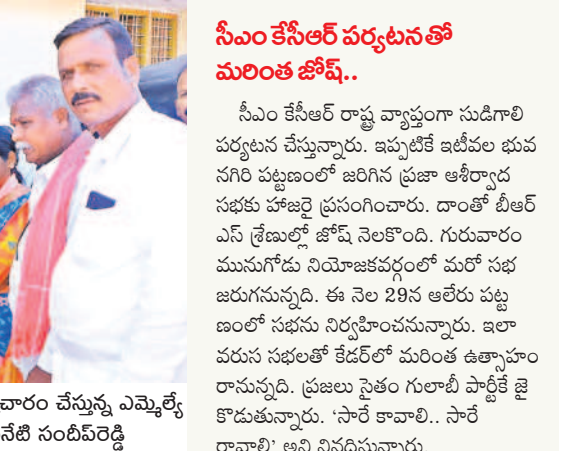 సీఎం కేసీఆర్ పర్యటనతో
మరింత జోష్..
సీఎం కేసీఆర్ రాష్ట్ర వ్యాప్తంగా సుడిగాలి
పర్యటన చేస్తున్నారు. ఇప్పటికే ఇటీవల భువ
నగిరి పట్టణంలో జరిగిన ప్రజా ఆశీర్వాద
సభకు హాజరై ప్రసంగించారు. దాంతో బీఆర్
ఎస్ శ్రేణుల్లో జోష్ నెలకొంది. గురువారం
మునుగోడు నియోజకవర్గంలో మరో సభ
జరుగనున్నది. ఈ నెల 29న ఆలేరు పట్ట
ణంలో సభను నిర్వహించనున్నారు. ఇలా
వరుస సభలతో కేడర్‌లో మరింత ఉత్సాహం
రానున్నది. ప్రజలు సైతం గులాబీ పార్టీకే జై
కొడుతున్నారు. ‘సారే కావాలి.. సారే
రావాలి’ అని నినదిస్తున్నారు
చారం చేస్తున్న ఎమ్మెల్యే
నేటి సందీప్‌రెడ్డి